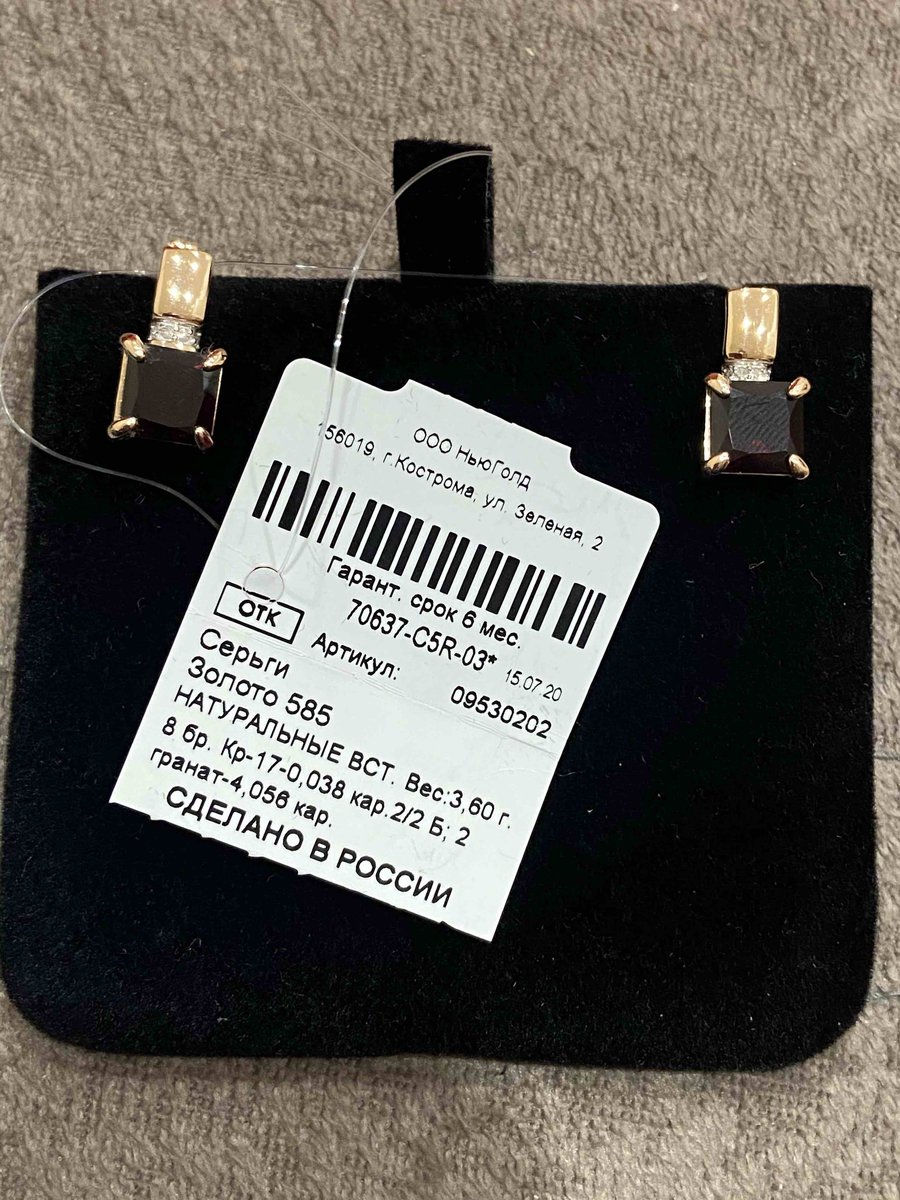 ООО НьюГолд
156019, г.Кострома, ул. Зеленая, 2
Гарант. срок 6 мес.
70637-С5R-03*
15.07.20
ОТК
Артикул:
09530202
Серьги
Золото 585
НАТУРАЛЬНЫЕ ВСТ. Вес:3,60 г.
8 бр. Кр-17-0,038 кар.2/2 Б; 2
гранат-4,056 кар.
СДЕЛАНО В РОССИИ